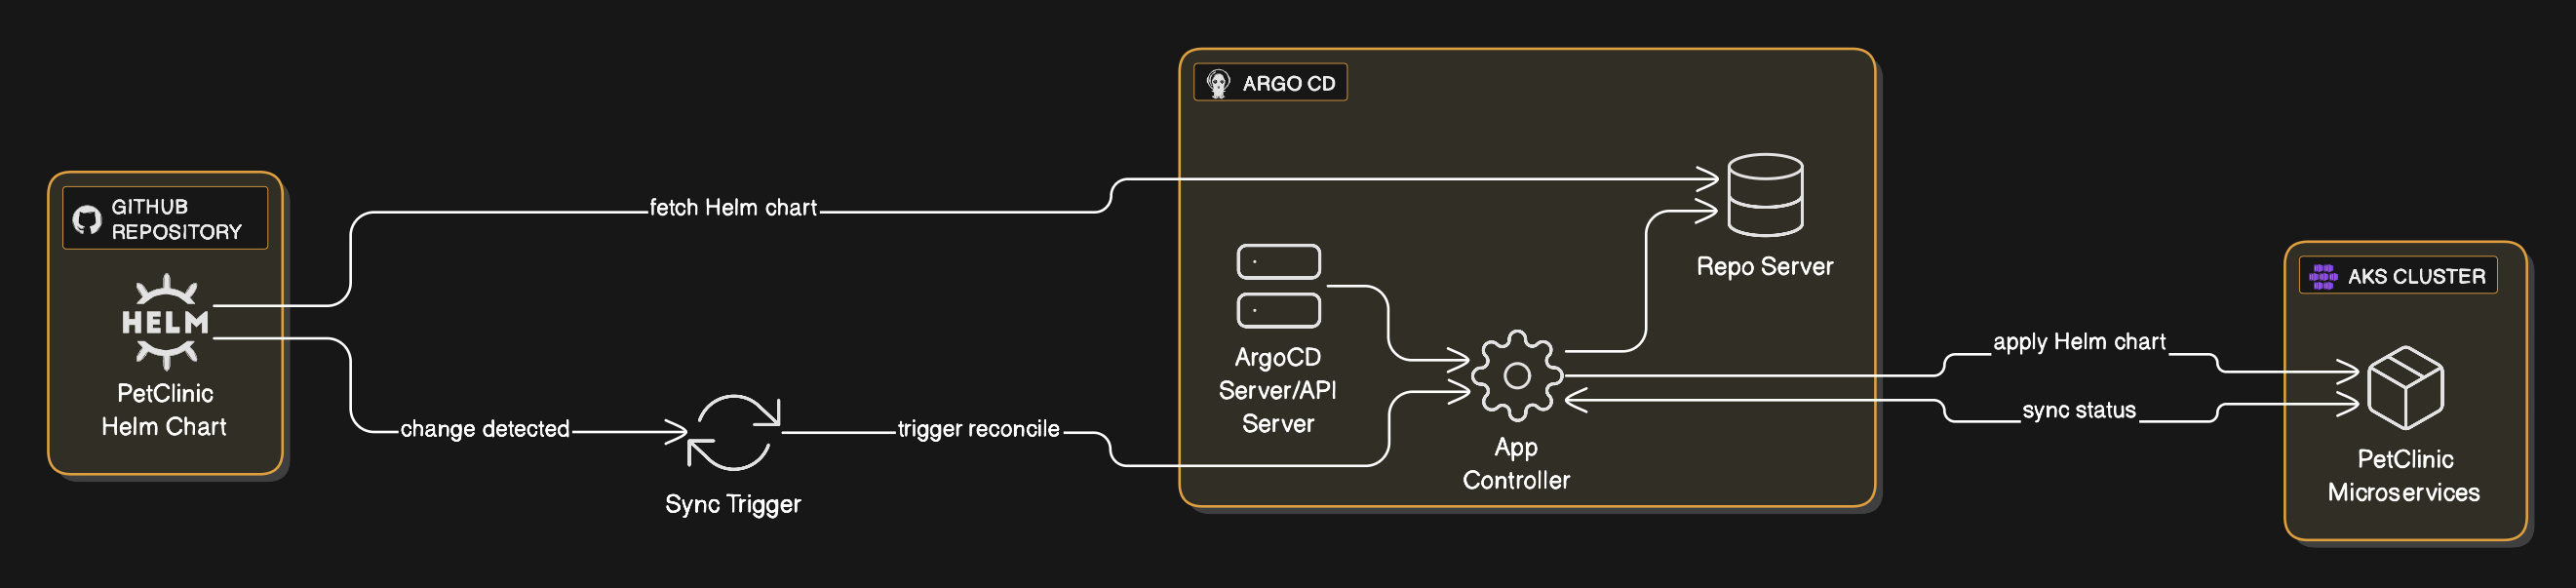 GITHUB
REPOSITORY
HELM
PetClinic
Helm Chart
fetch Helm chart
change detected
Sync Trigger
trigger reconcile
ARGO CD
ArgoCD
Server/API
Server
App
Controller
Repo Server
apply Helm chart
sync status
AKS CLUSTER
PetClinic
Microservices